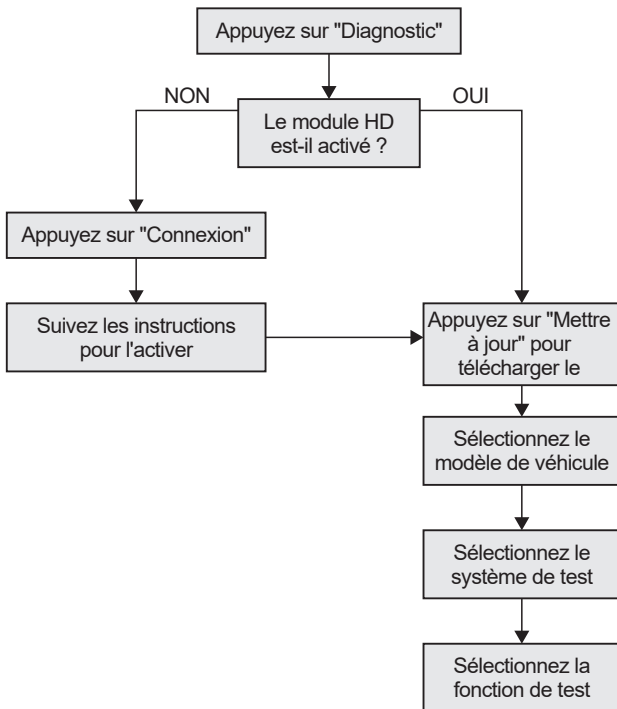 Appuyez sur "Diagnostic"
NON
OUI
Le module HD
est-il activé ?
Appuyez sur "Connexion"
Suivez les instructions
pour l'activer
Appuyez sur "Mettre
à jour" pour
télécharger le
Sélectionnez le
modèle de véhicule
Sélectionnez le
système de test
Sélectionnez la
fonction de test